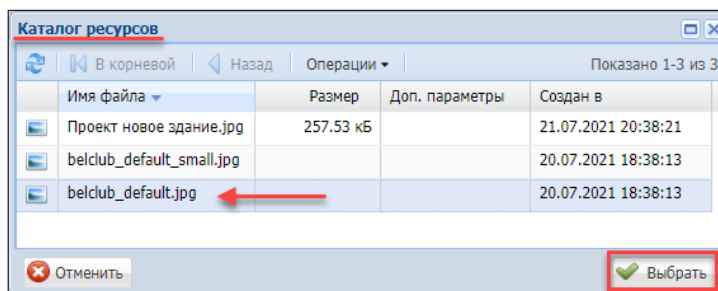 Каталог ресурсов
В корневой Назад Операции Показано 1-3 из 3
Имя файла Размер Доп. параметры Создан в
Проект новое здание.jpg 257.53 кБ 21.07.2021 20:38:21
belclub_default_small.jpg 20.07.2021 18:38:13
belclub_default.jpg 20.07.2021 18:38:13
Отменить Выбрать